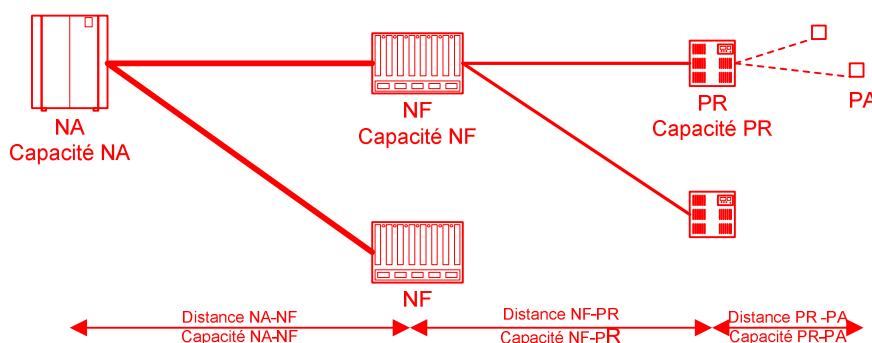 NA
Capacité NA
NF
Capacité NF
PR
Capacité PR
PA
NF
Distance NA-NF
Capacité NA-NF
Distance NF-PR
Capacité NF-PR
Distance PR -PA
Capacité PR-PA